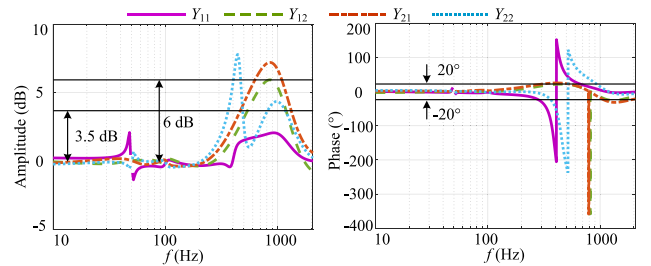 Y11 Y12 Y21 Y22
Amplitude (dB)
10
5
0
-5
3.5 dB
6 dB
10 100 1000
f (Hz)
Phase (°)
200
100
0
-100
-200
-300
-400
20°
-20°
10 100 1000
f (Hz)